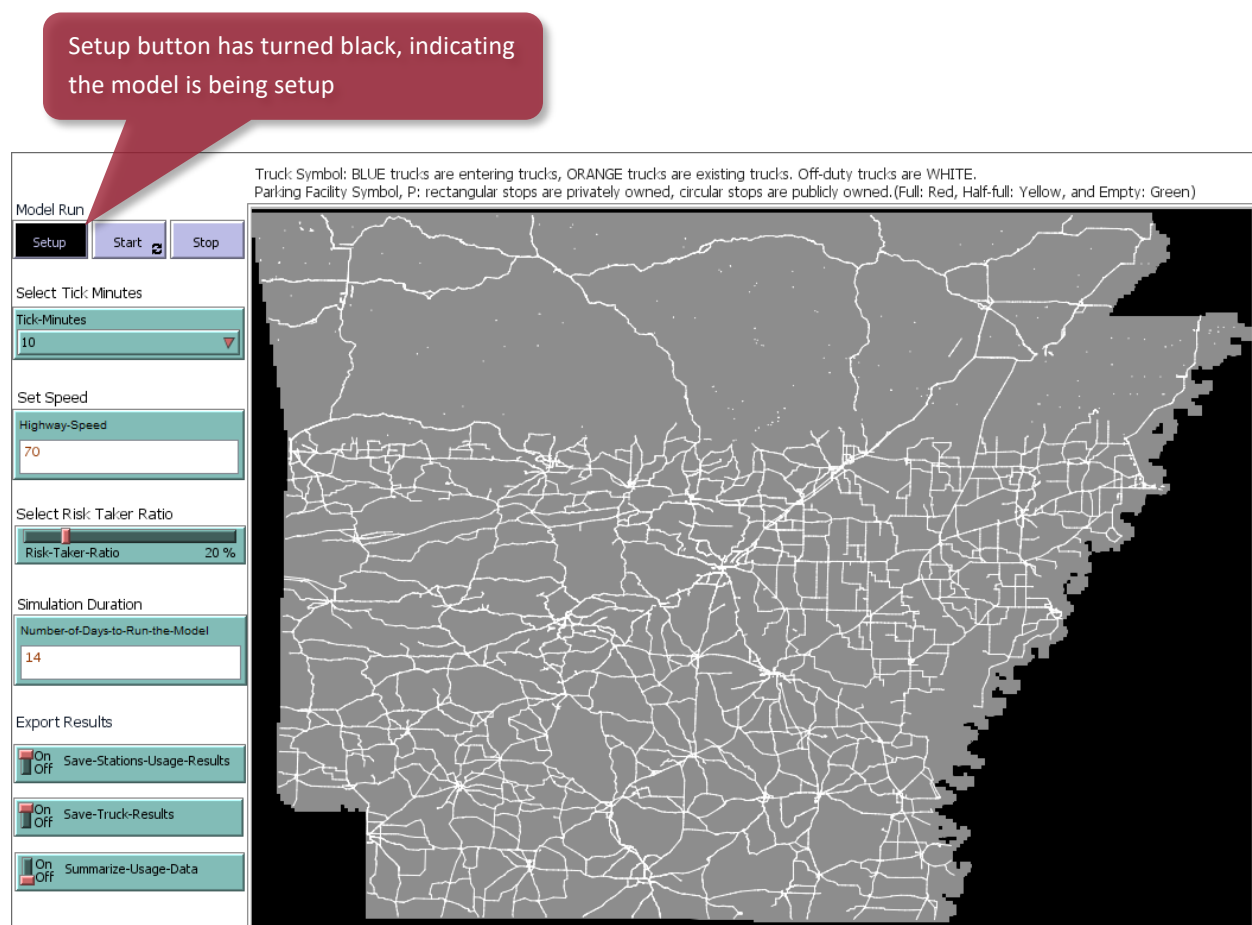 Setup button has turned black, indicating
the model is being setup
Truck Symbol: BLUE trucks are entering trucks, ORANGE trucks are existing trucks. Off-duty trucks are WHITE.
Parking Facility Symbol, P: rectangular stops are privately owned, circular stops are publicly owned.(Full: Red, Half-full: Yellow, and Empty: Green)
Model Run
Setup Start Stop
Select Tick Minutes
Tick-Minutes
10
Set Speed
Highway-Speed
70
Select Risk Taker Ratio
Risk-Taker-Ratio 20 %
Simulation Duration
Number-of-Days-to-Run-the-Model
14
Export Results
On
Off Save-Stations-Usage-Results
On
Off Save-Truck-Results
On
Off Summarize-Usage-Data